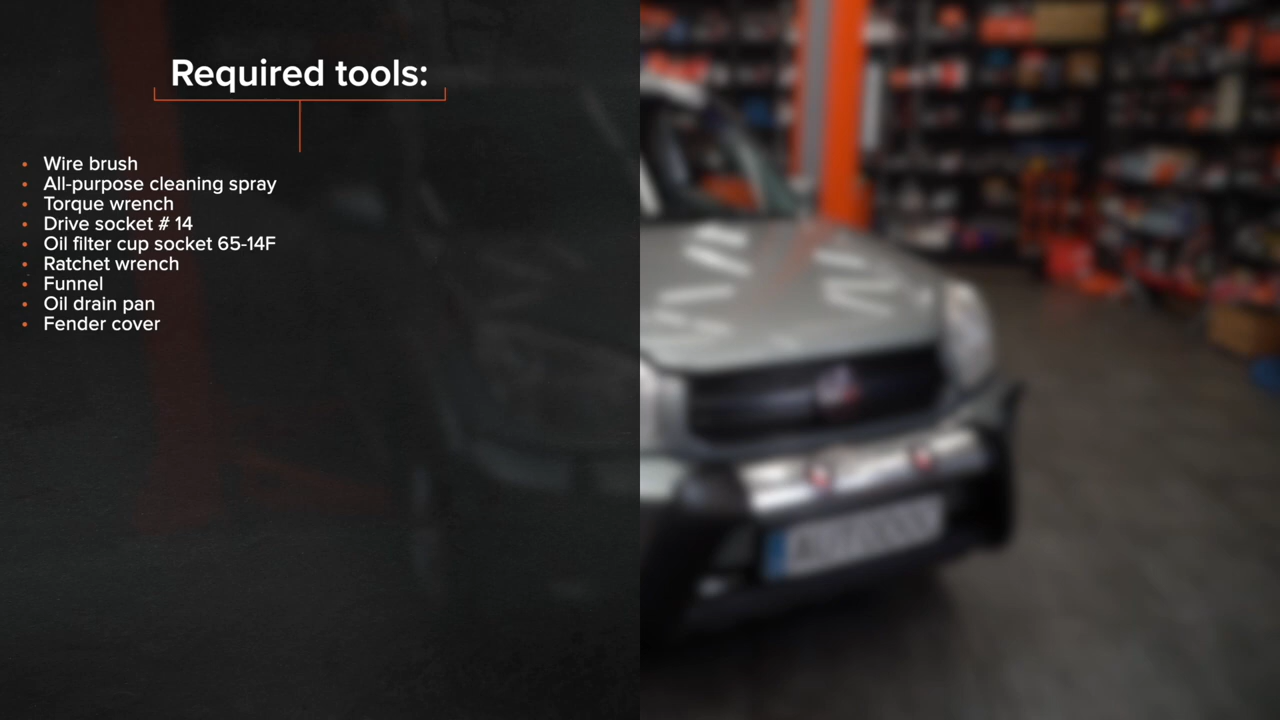 Required tools:
• Wire brush
• All-purpose cleaning spray
• Torque wrench
• Drive socket # 14
• Oil filter cup socket 65-14F
• Ratchet wrench
• Funnel
• Oil drain pan
• Fender cover